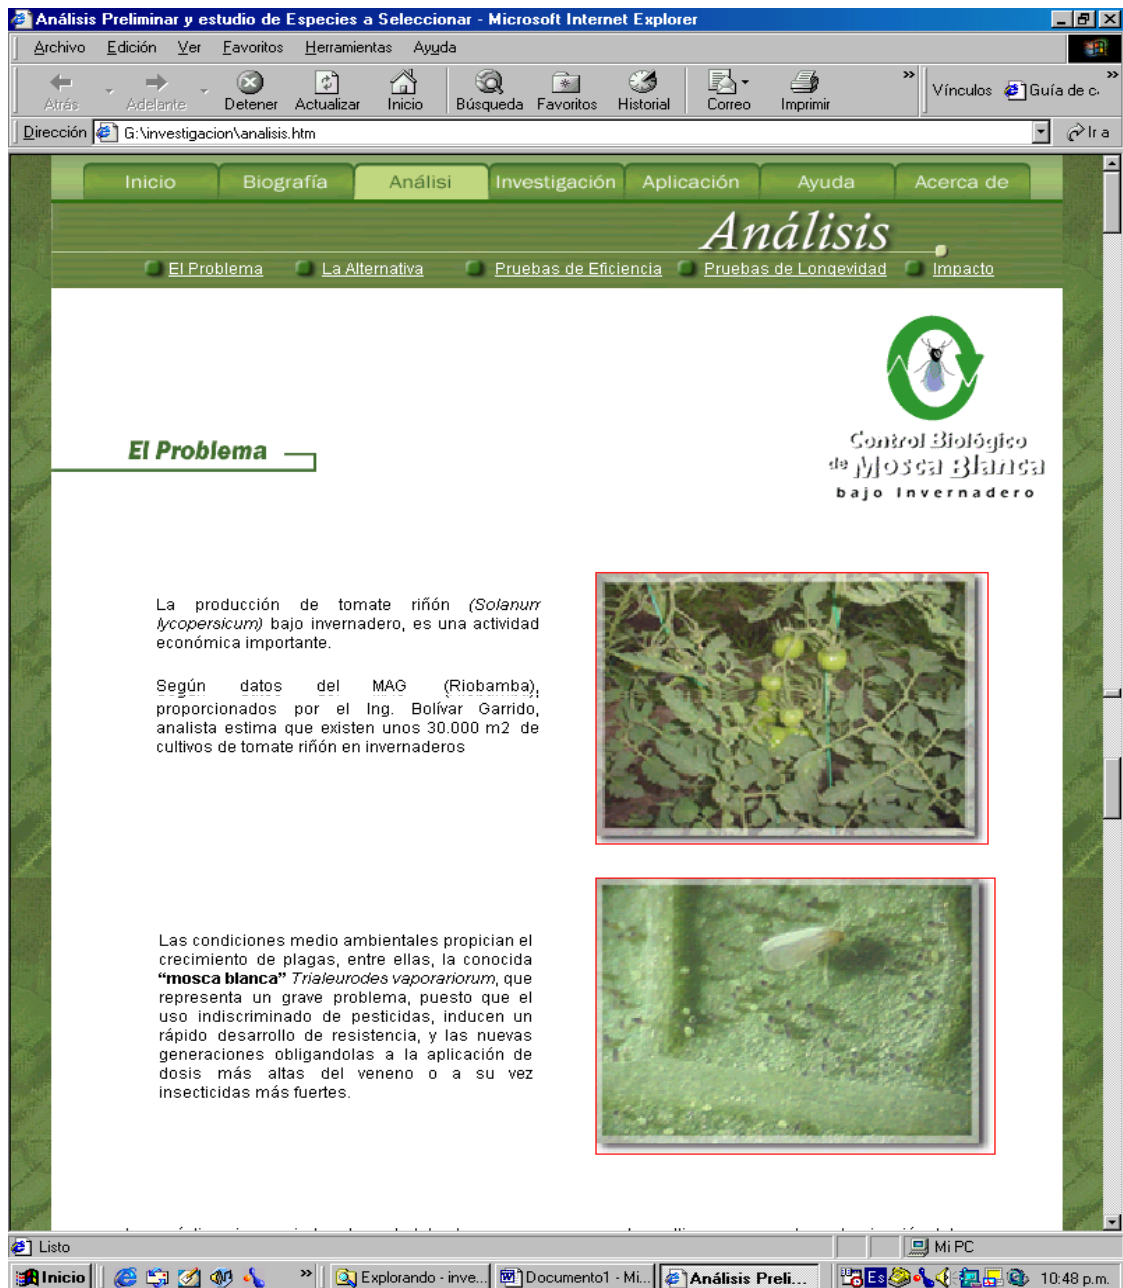 Análisis Preliminar y estudio de Especies a Seleccionar - Microsoft Internet Explorer
Archivo Edición Ver Favoritos Herramientas Ayuda
Atrás Adelante Detener Actualizar Inicio Búsqueda Favoritos Historial Correo Imprimir » Vínculos Guía de c. »
Dirección G:\investigacion\analisis.htm Ir a
Inicio Biografía Análisi Investigación Aplicación Ayuda Acerca de
Análisis
El Problema La Alternativa Pruebas de Eficiencia Pruebas de Longevidad Impacto
Control Biológico
de Mosca Blanca
bajo Invernadero
El Problema
La producción de tomate riñón (Solanum
lycopersicum) bajo invernadero, es una actividad
económica importante.
Según datos del MAG (Riobamba),
proporcionados por el Ing. Bolívar Garrido,
analista estima que existen unos 30.000 m2 de
cultivos de tomate riñón en invernaderos
Las condiciones medio ambientales propician el
crecimiento de plagas, entre ellas, la conocida
“mosca blanca” Trialeurodes vaporariorum, que
representa un grave problema, puesto que el
uso indiscriminado de pesticidas, inducen un
rápido desarrollo de resistencia, y las nuevas
generaciones obligandolas a la aplicación de
dosis más altas del veneno o a su vez
insecticidas más fuertes.
Listo Mi PC
Inicio » Explorando - inve... Documento1 - Mi... Análisis Preli... Es 10:48 p.m.